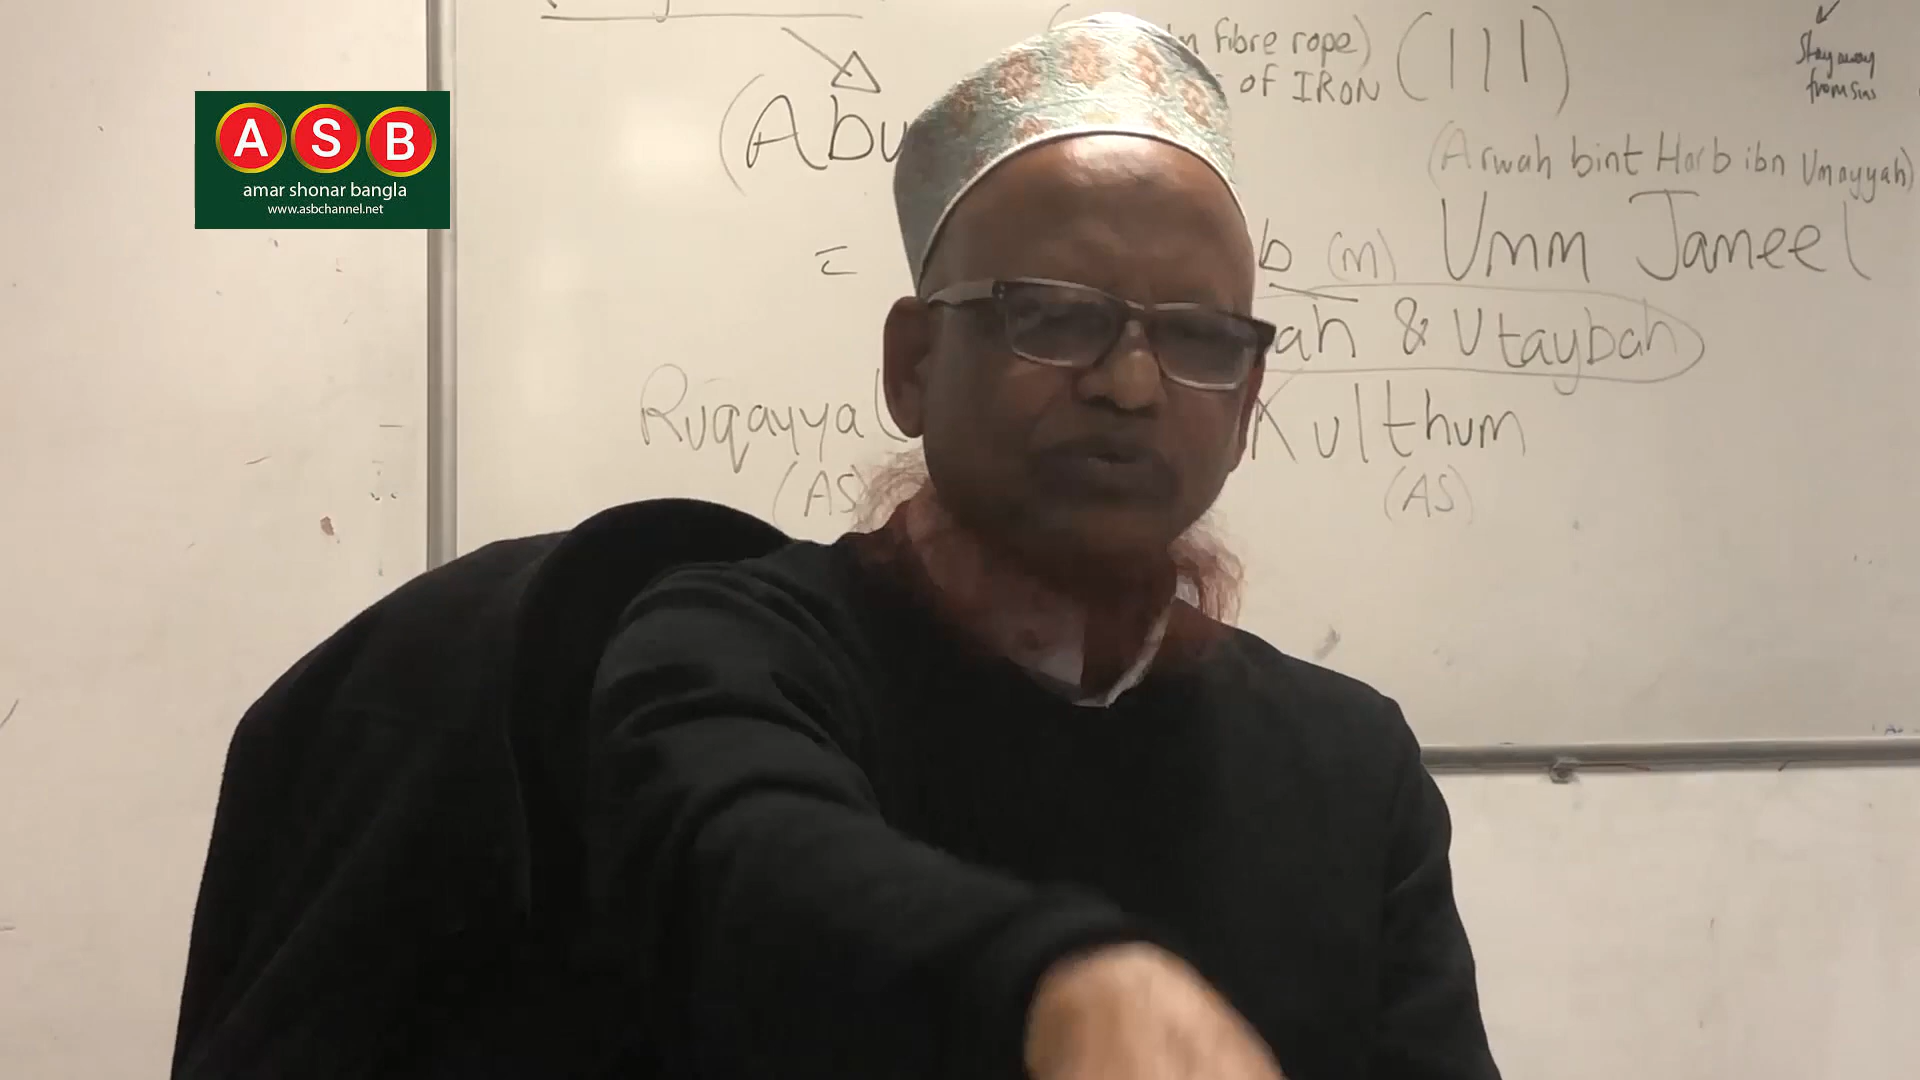 A S B
amar shonar bangla
www.asbchannel.net
fibre rope) (111)
of IRON
Stay away
from sins
(Abu
(Arwah bint Harb ibn Umayyah)
= b (m) Umm Jameel
ah & Utaybah
Ruqayya Kulthum
(AS (AS)